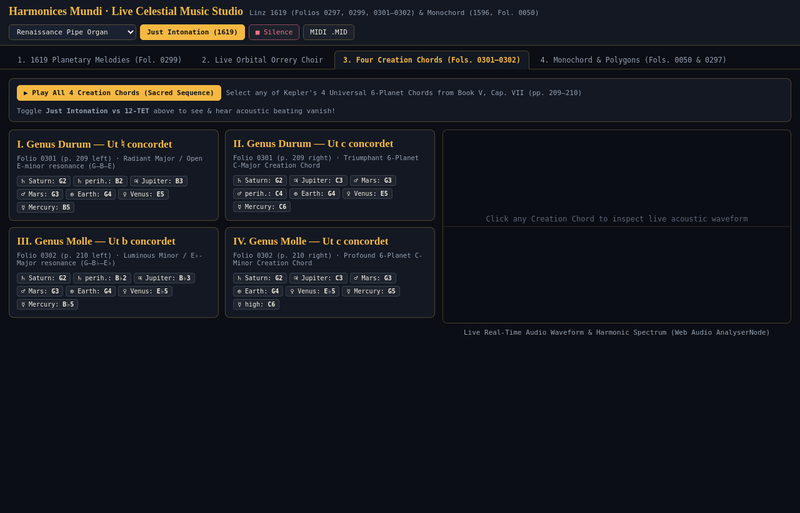 Harmonices Mundi · Live Celestial Music Studio Linz 1619 (Folios 0297, 0299, 0301–0302) & Monochord (1596, Fol. 0050)
Renaissance Pipe Organ Just Intonation (1619) ■ Silence MIDI .MID
1. 1619 Planetary Melodies (Fol. 0299) 2. Live Orbital Orrery Choir 3. Four Creation Chords (Fols. 0301–0302) 4. Monochord & Polygons (Fols. 0050 & 0297)
▶ Play All 4 Creation Chords (Sacred Sequence) Select any of Kepler's 4 Universal 6-Planet Chords from Book V, Cap. VII (pp. 209–210)
Toggle Just Intonation vs 12-TET above to see & hear acoustic beating vanish!
I. Genus Durum — Ut ♮ concordet
Folio 0301 (p. 209 left) · Radiant Major / Open
E-minor resonance (G–B–E)
♄ Saturn: G2 ♄ perih.: B2 ♃ Jupiter: B3
♂ Mars: G3 ⊕ Earth: G4 ♀ Venus: E5
☿ Mercury: B5
II. Genus Durum — Ut c concordet
Folio 0301 (p. 209 right) · Triumphant 6-Planet
C-Major Creation Chord
♄ Saturn: G2 ♃ Jupiter: C3 ♂ Mars: G3
♂ perih.: C4 ⊕ Earth: G4 ♀ Venus: E5
☿ Mercury: C6
III. Genus Molle — Ut b concordet
Folio 0302 (p. 210 left) · Luminous Minor / E♭-
Major resonance (G–B♭–E♭)
♄ Saturn: G2 ♄ perih.: B♭2 ♃ Jupiter: B♭3
♂ Mars: G3 ⊕ Earth: G4 ♀ Venus: E♭5
☿ Mercury: B♭5
IV. Genus Molle — Ut c concordet
Folio 0302 (p. 210 right) · Profound 6-Planet C-
Minor Creation Chord
♄ Saturn: G2 ♃ Jupiter: C3 ♂ Mars: G3
⊕ Earth: G4 ♀ Venus: E♭5 ☿ Mercury: G5
☿ high: C6
Click any Creation Chord to inspect live acoustic waveform
Live Real-Time Audio Waveform & Harmonic Spectrum (Web Audio AnalyserNode)